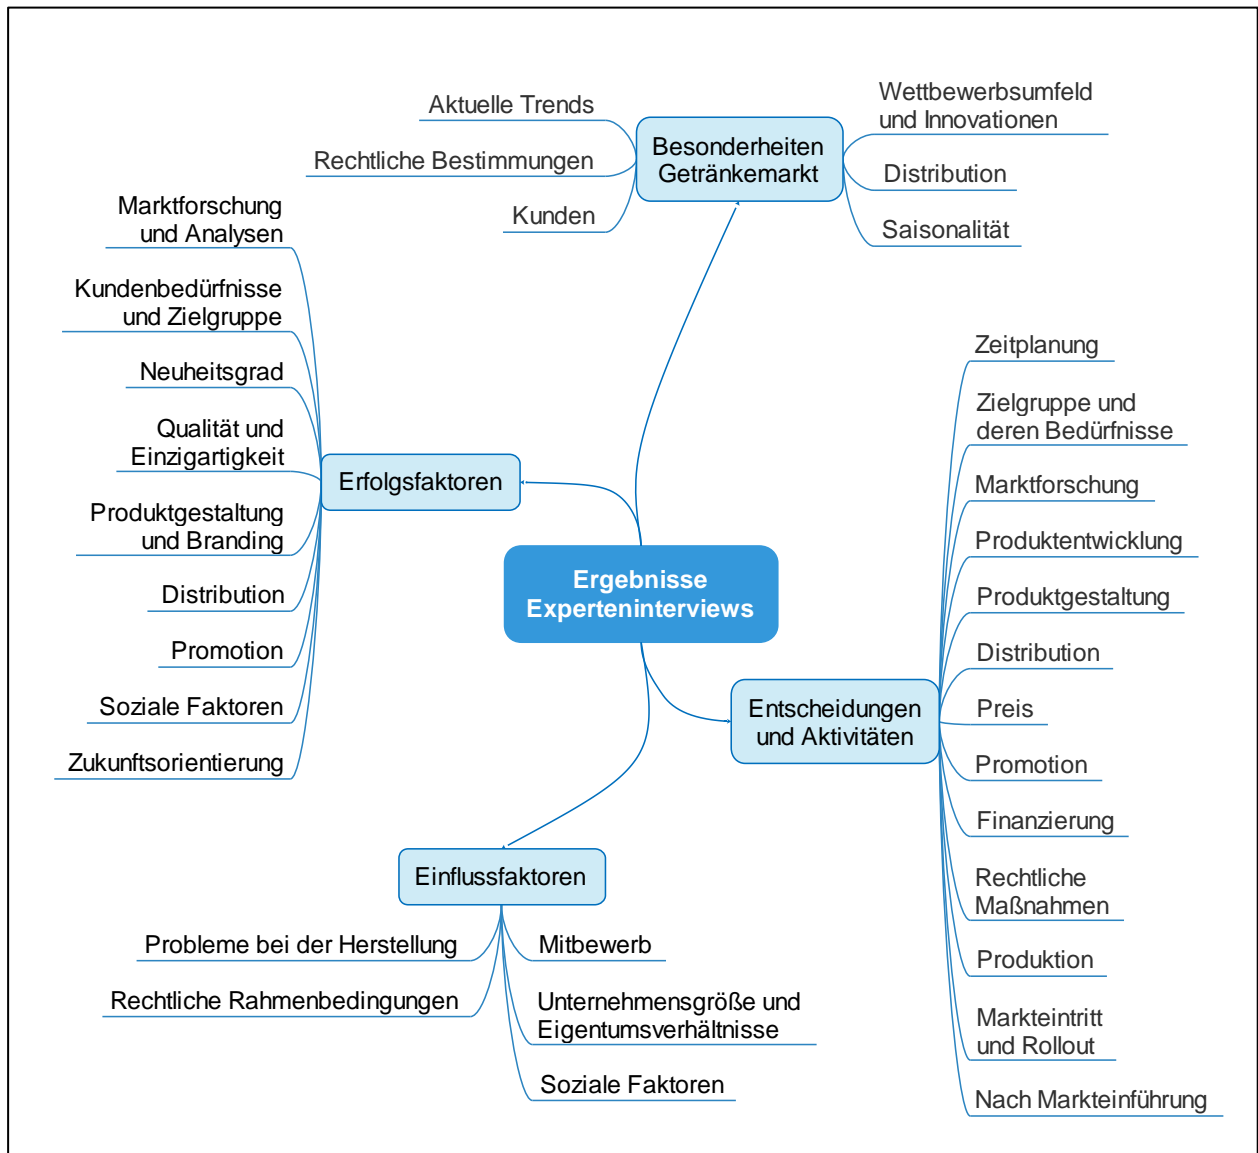 Aktuelle Trends
Rechtliche Bestimmungen
Kunden
Besonderheiten
Getränkemarkt
Wettbewerbsumfeld
und Innovationen
Distribution
Saisonalität
Marktforschung
und Analysen
Kundenbedürfnisse
und Zielgruppe
Neuheitsgrad
Qualität und
Einzigartigkeit
Produktgestaltung
und Branding
Distribution
Promotion
Soziale Faktoren
Zukunftsorientierung
Erfolgsfaktoren
Ergebnisse
Experteninterviews
Entscheidungen
und Aktivitäten
Zeitplanung
Zielgruppe und
deren Bedürfnisse
Marktforschung
Produktentwicklung
Produktgestaltung
Distribution
Preis
Promotion
Finanzierung
Rechtliche
Maßnahmen
Produktion
Markteintritt
und Rollout
Nach Markteinführung
Einflussfaktoren
Probleme bei der Herstellung
Rechtliche Rahmenbedingungen
Mitbewerb
Unternehmensgröße und
Eigentumsverhältnisse
Soziale Faktoren